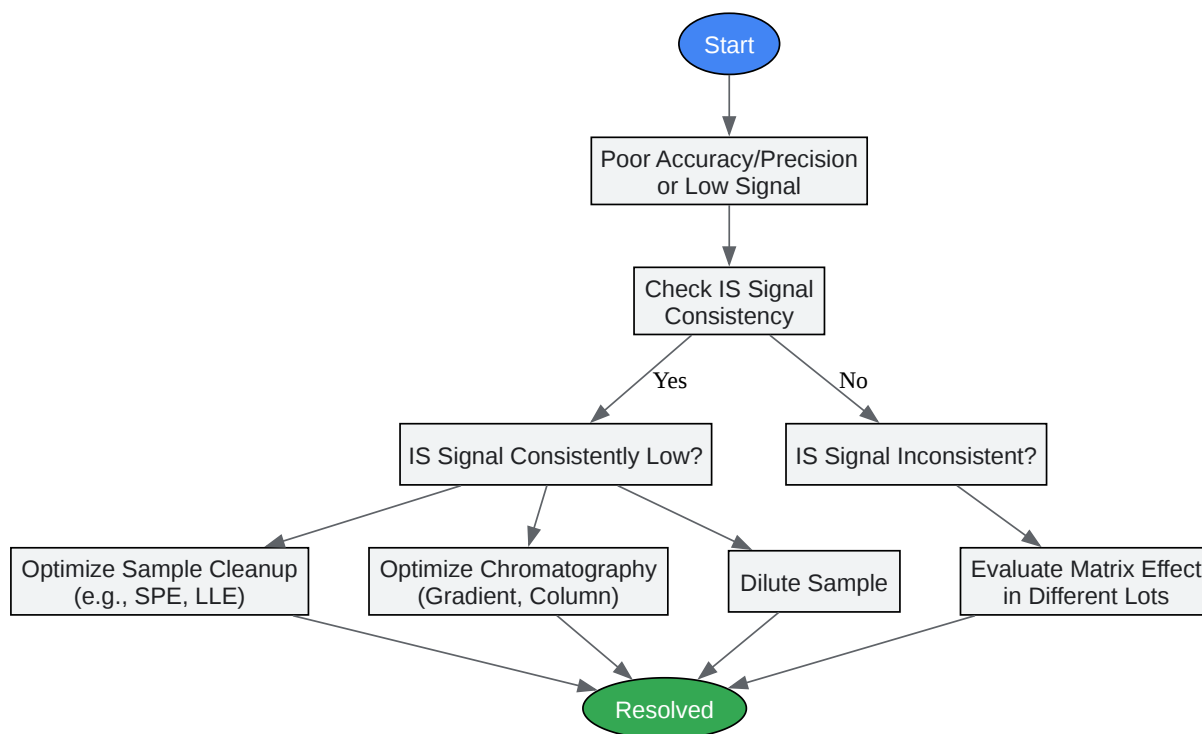 Start
Poor Accuracy/Precision
or Low Signal
Check IS Signal
Consistency
Yes
No
IS Signal Consistently Low?
IS Signal Inconsistent?
Optimize Sample Cleanup
(e.g., SPE, LLE)
Optimize Chromatography
(Gradient, Column)
Dilute Sample
Evaluate Matrix Effect
in Different Lots
Resolved